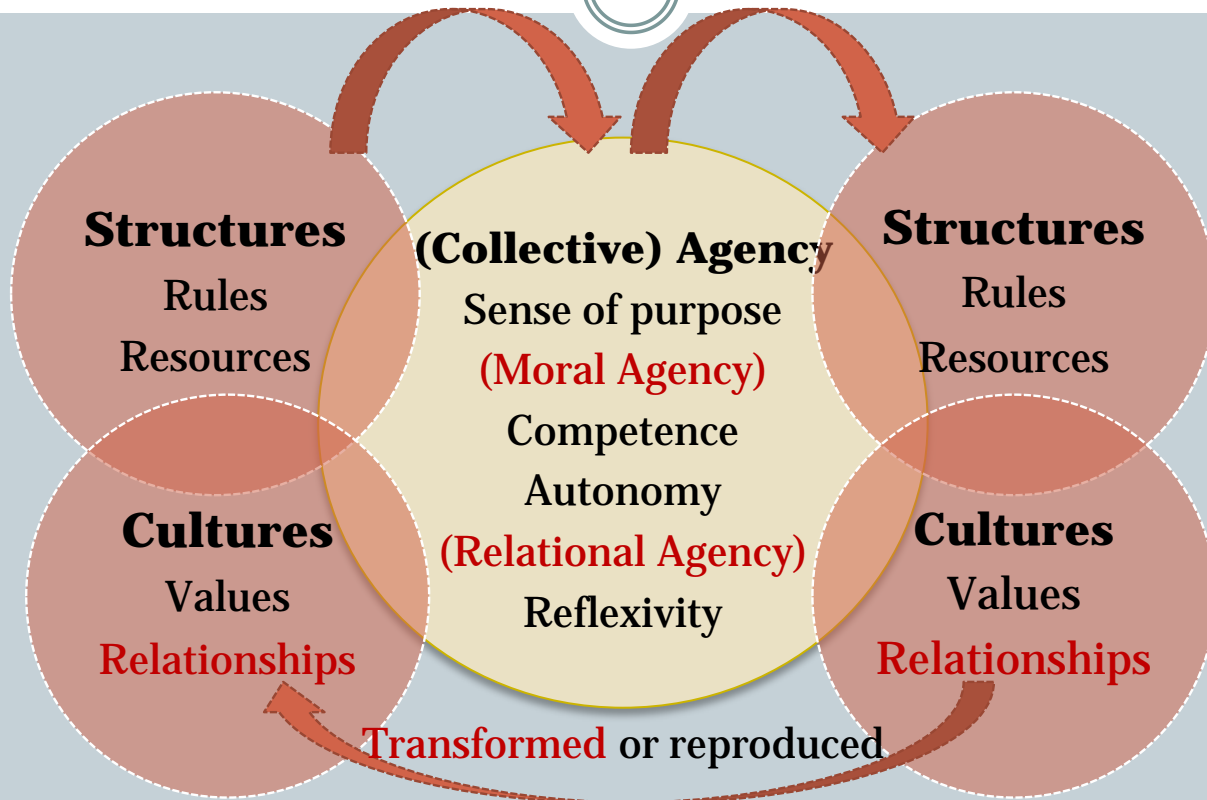 Structures
Rules
Resources
Cultures
Values
Relationships
(Collective) Agency
Sense of purpose
(Moral Agency)
Competence
Autonomy
(Relational Agency)
Reflexivity
Structures
Rules
Resources
Cultures
Values
Relationships
Transformed or reproduced